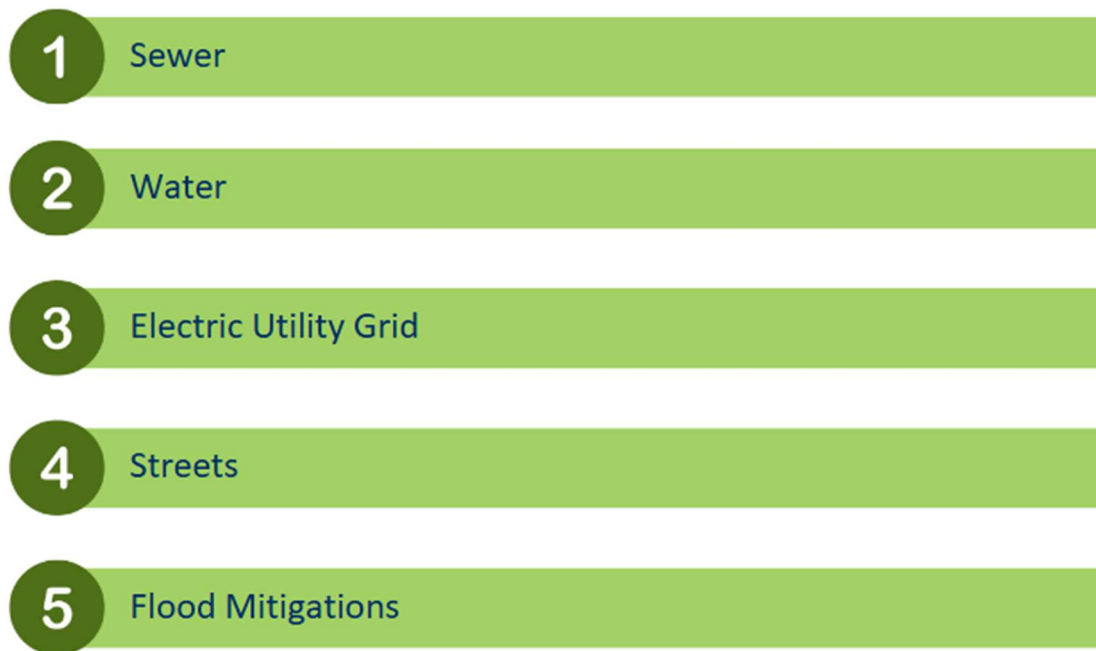 1 Sewer
2 Water
3 Electric Utility Grid
4 Streets
5 Flood Mitigations